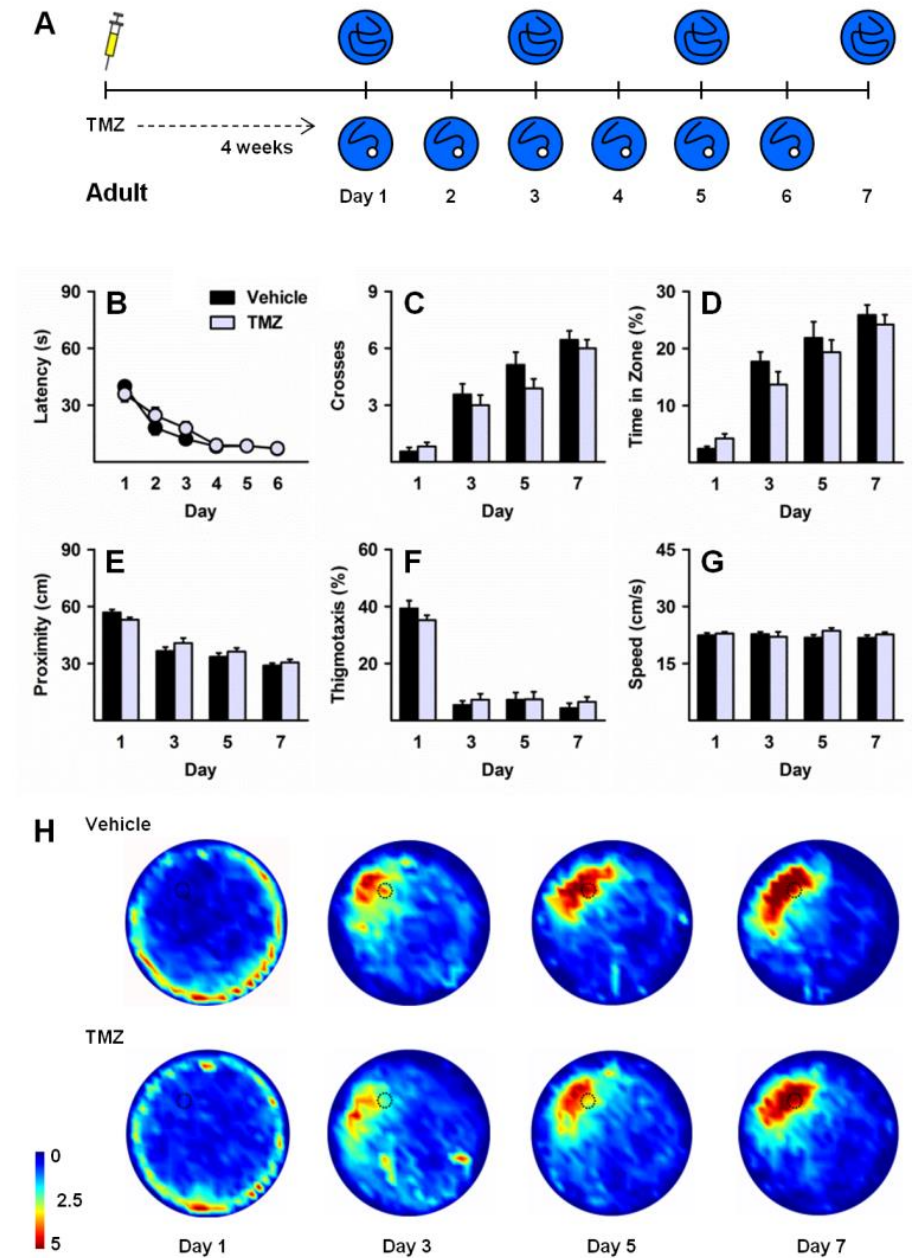 A
TMZ
4 weeks
Adult
Day 1 2 3 4 5 6 7
B
Vehicle
TMZ
90
60
30
Latency (s)
1 2 3 4 5 6
Day
C
9
6
3
Crosses
1 3 5 7
Day
D
30
20
10
Time in Zone (%)
1 3 5 7
Day
E
90
60
30
Proximity (cm)
1 3 5 7
Day
F
60
40
20
Thigmotaxis (%)
1 3 5 7
Day
G
45
30
15
Speed (cm/s)
1 3 5 7
Day
H
Vehicle
TMZ
0
2.5
5
Day 1 Day 3 Day 5 Day 7